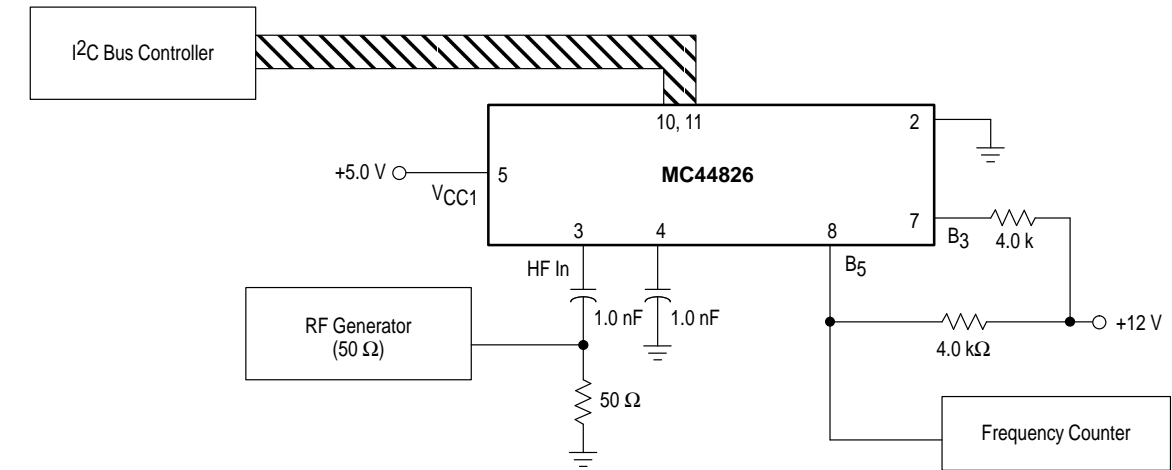 I2C Bus Controller
10, 11
2
+5.0 V
VCC1
5
MC44826
7
B3
4.0 k
3
4
8
HF In
B5
1.0 nF
1.0 nF
RF Generator
(50 Ω)
+12 V
4.0 kΩ
50 Ω
Frequency Counter